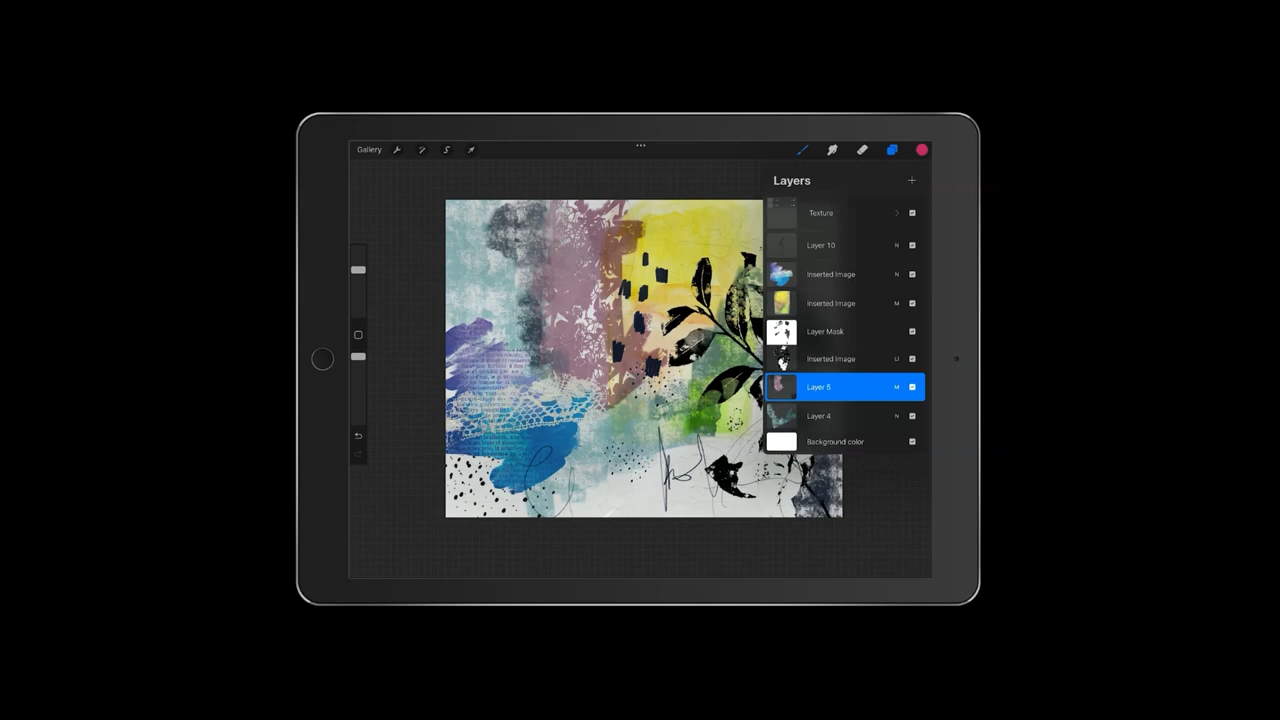 Gallery
Layers
Texture
Layer 10 N
Inserted Image N
Inserted Image M
Layer Mask
Inserted Image Li
Layer 5 M
Layer 4 N
Background color